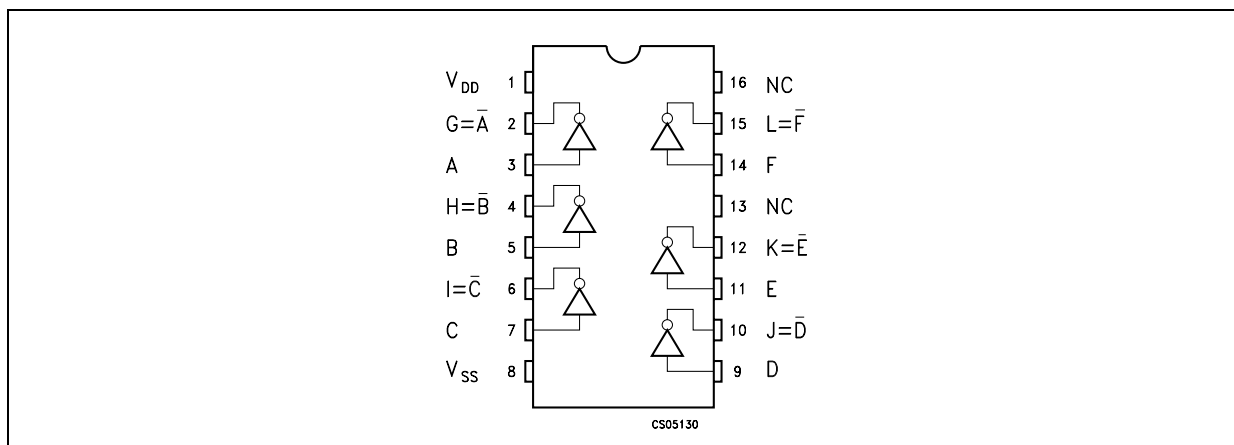 V_DD 1 16 NC
G=A̅ 2 15 L=F̅
A 3 14 F
H=B̅ 4 13 NC
B 5 12 K=E̅
I=C̅ 6 11 E
C 7 10 J=D̅
V_SS 8 9 D
CS05130